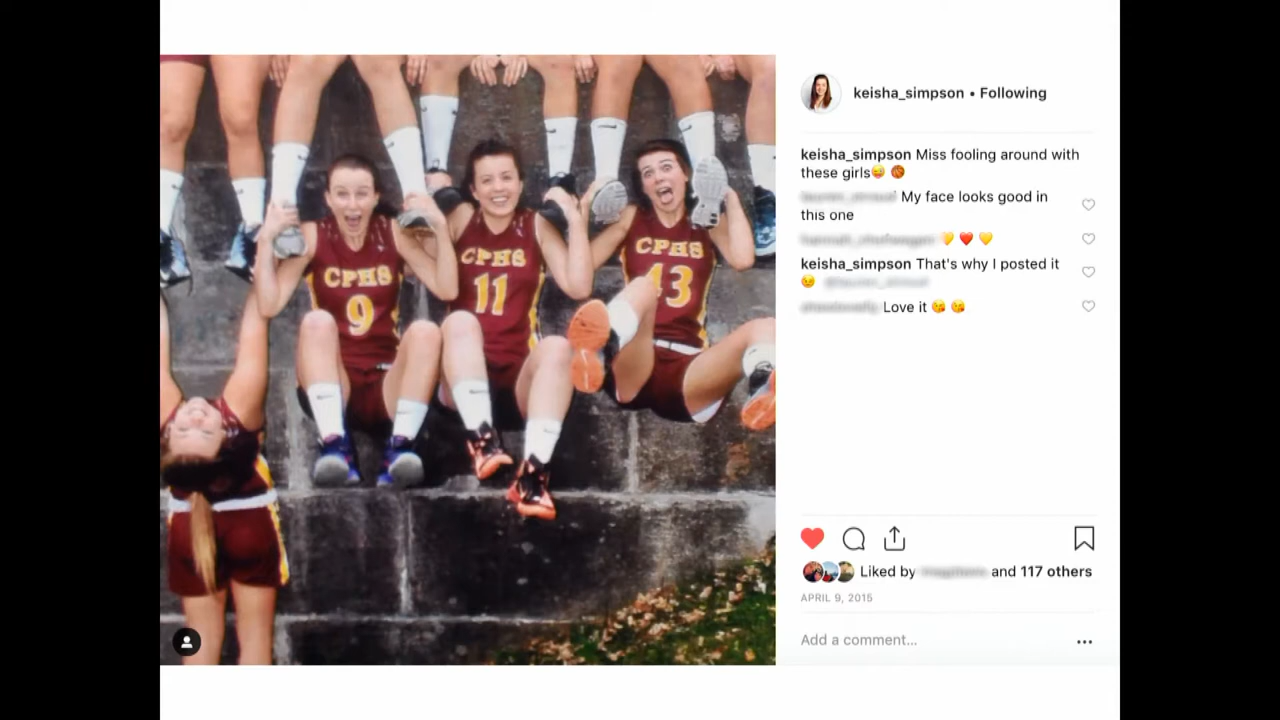 keisha_simpson • Following
keisha_simpson Miss fooling around with
these girls😜 🏀
My face looks good in
this one
💛 ❤️ 💛
keisha_simpson That's why I posted it
😉
Love it 😘 😘
CPHS
9
CPHS
11
CPHS
43
Liked by
and 117 others
APRIL 9, 2015
Add a comment...